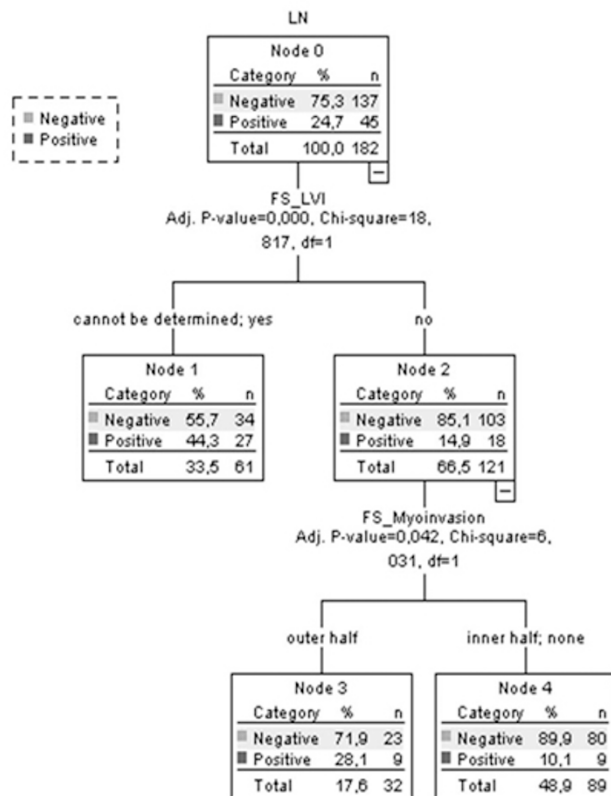 LN
Node 0
Category % n
Negative 75,3 137
Positive 24,7 45
Total 100,0 182
Negative
Positive
FS_LVI
Adj. P-value=0,000, Chi-square=18,
817, df=1
cannot be determined; yes
no
Node 1
Category % n
Negative 55,7 34
Positive 44,3 27
Total 33,5 61
Node 2
Category % n
Negative 85,1 103
Positive 14,9 18
Total 66,5 121
FS_Myoinvasion
Adj. P-value=0,042, Chi-square=6,
031, df=1
outer half
inner half; none
Node 3
Category % n
Negative 71,9 23
Positive 28,1 9
Total 17,6 32
Node 4
Category % n
Negative 89,9 80
Positive 10,1 9
Total 48,9 89